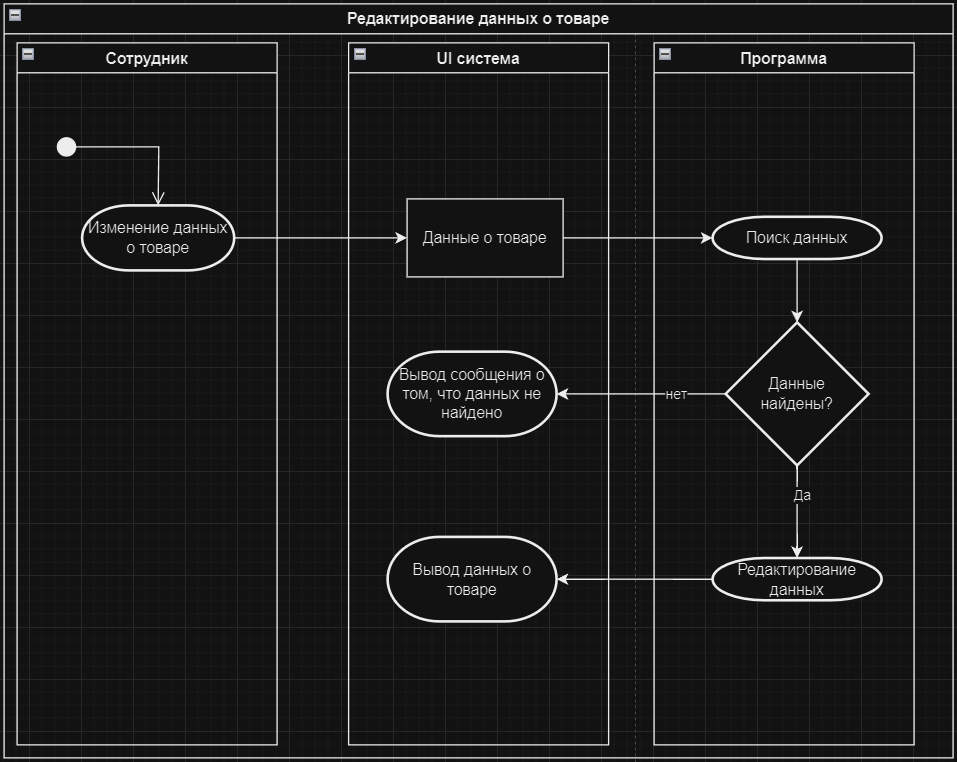 Редактирование данных о товаре
Сотрудник
UI система
Программа
Изменение данных
о товаре
Данные о товаре
Поиск данных
Вывод сообщения о
том, что данных не
найдено
нет
Данные
найдены?
Да
Вывод данных о
товаре
Редактирование
данных